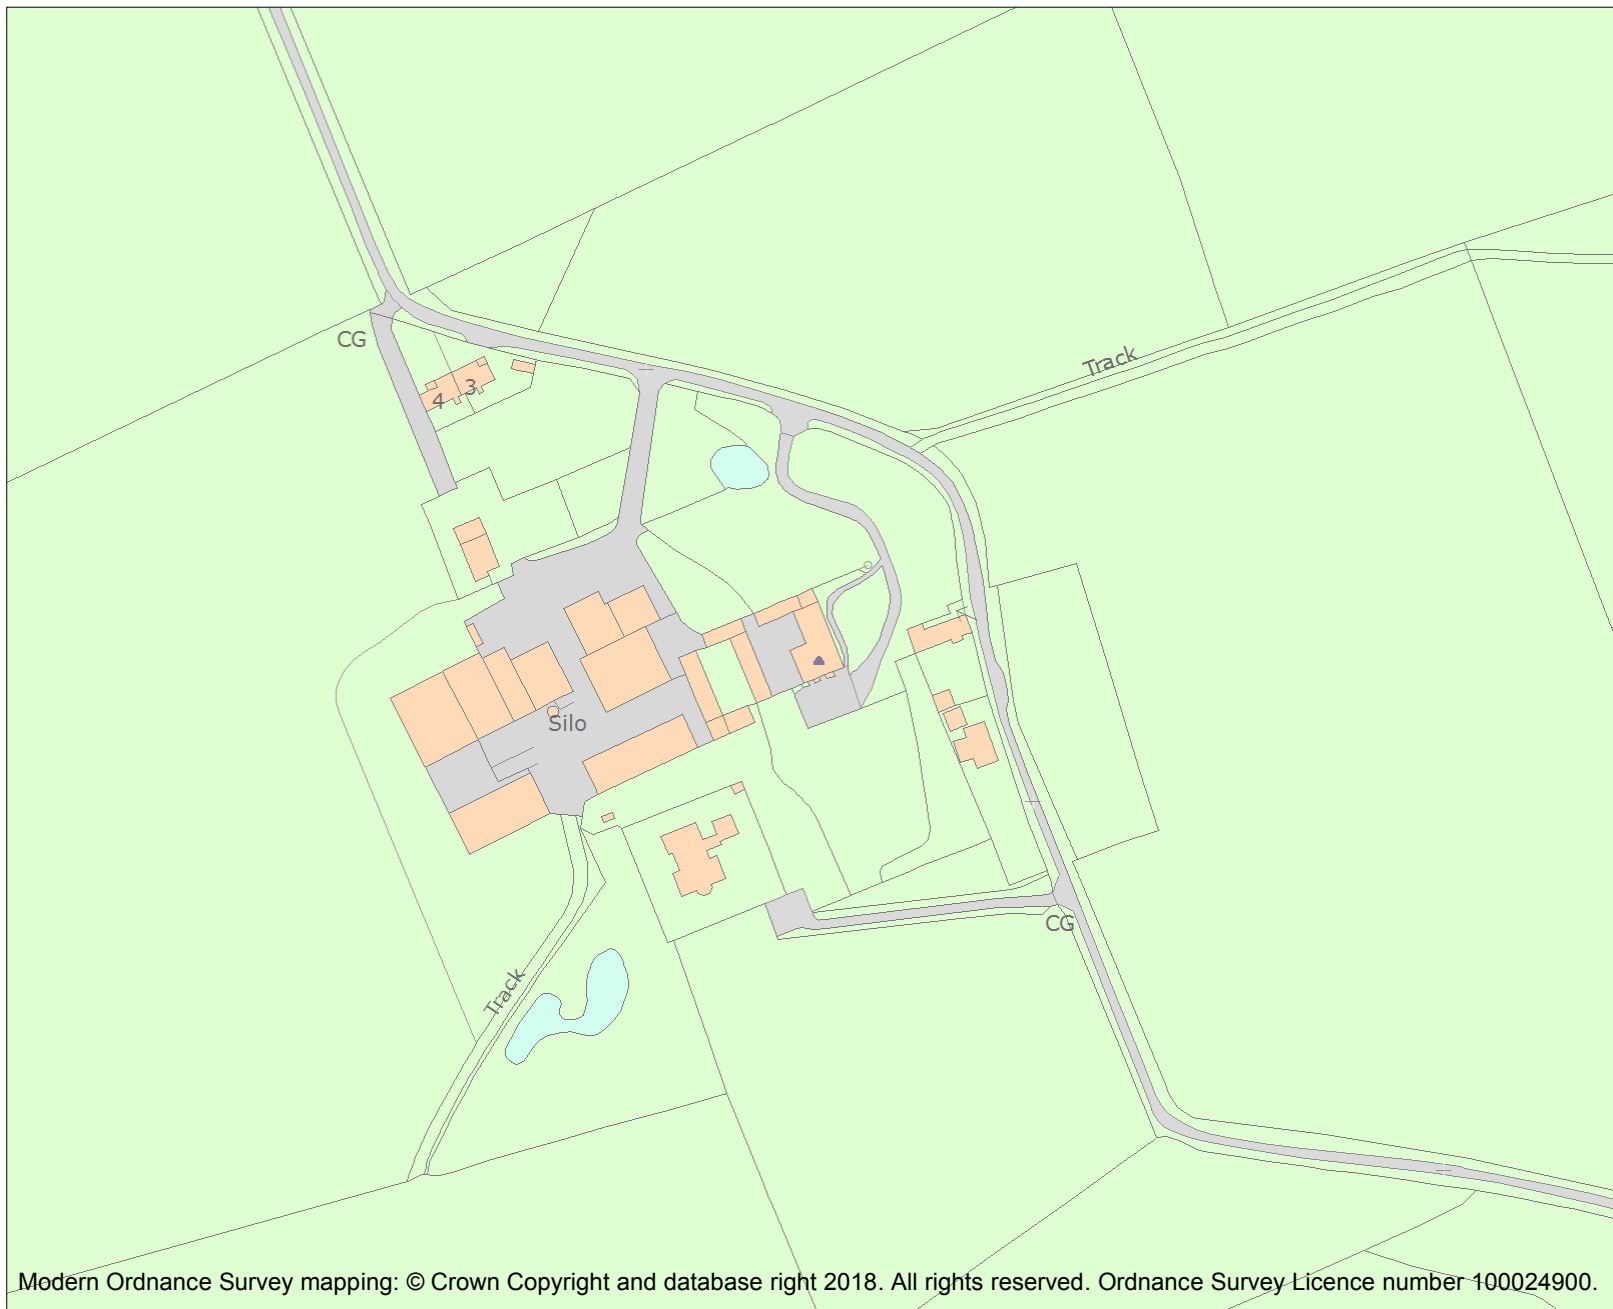 CG
Track
3
4
Silo
CG
Track
Modern Ordnance Survey mapping: © Crown Copyright and database right 2018. All rights reserved. Ordnance Survey Licence number 100024900.